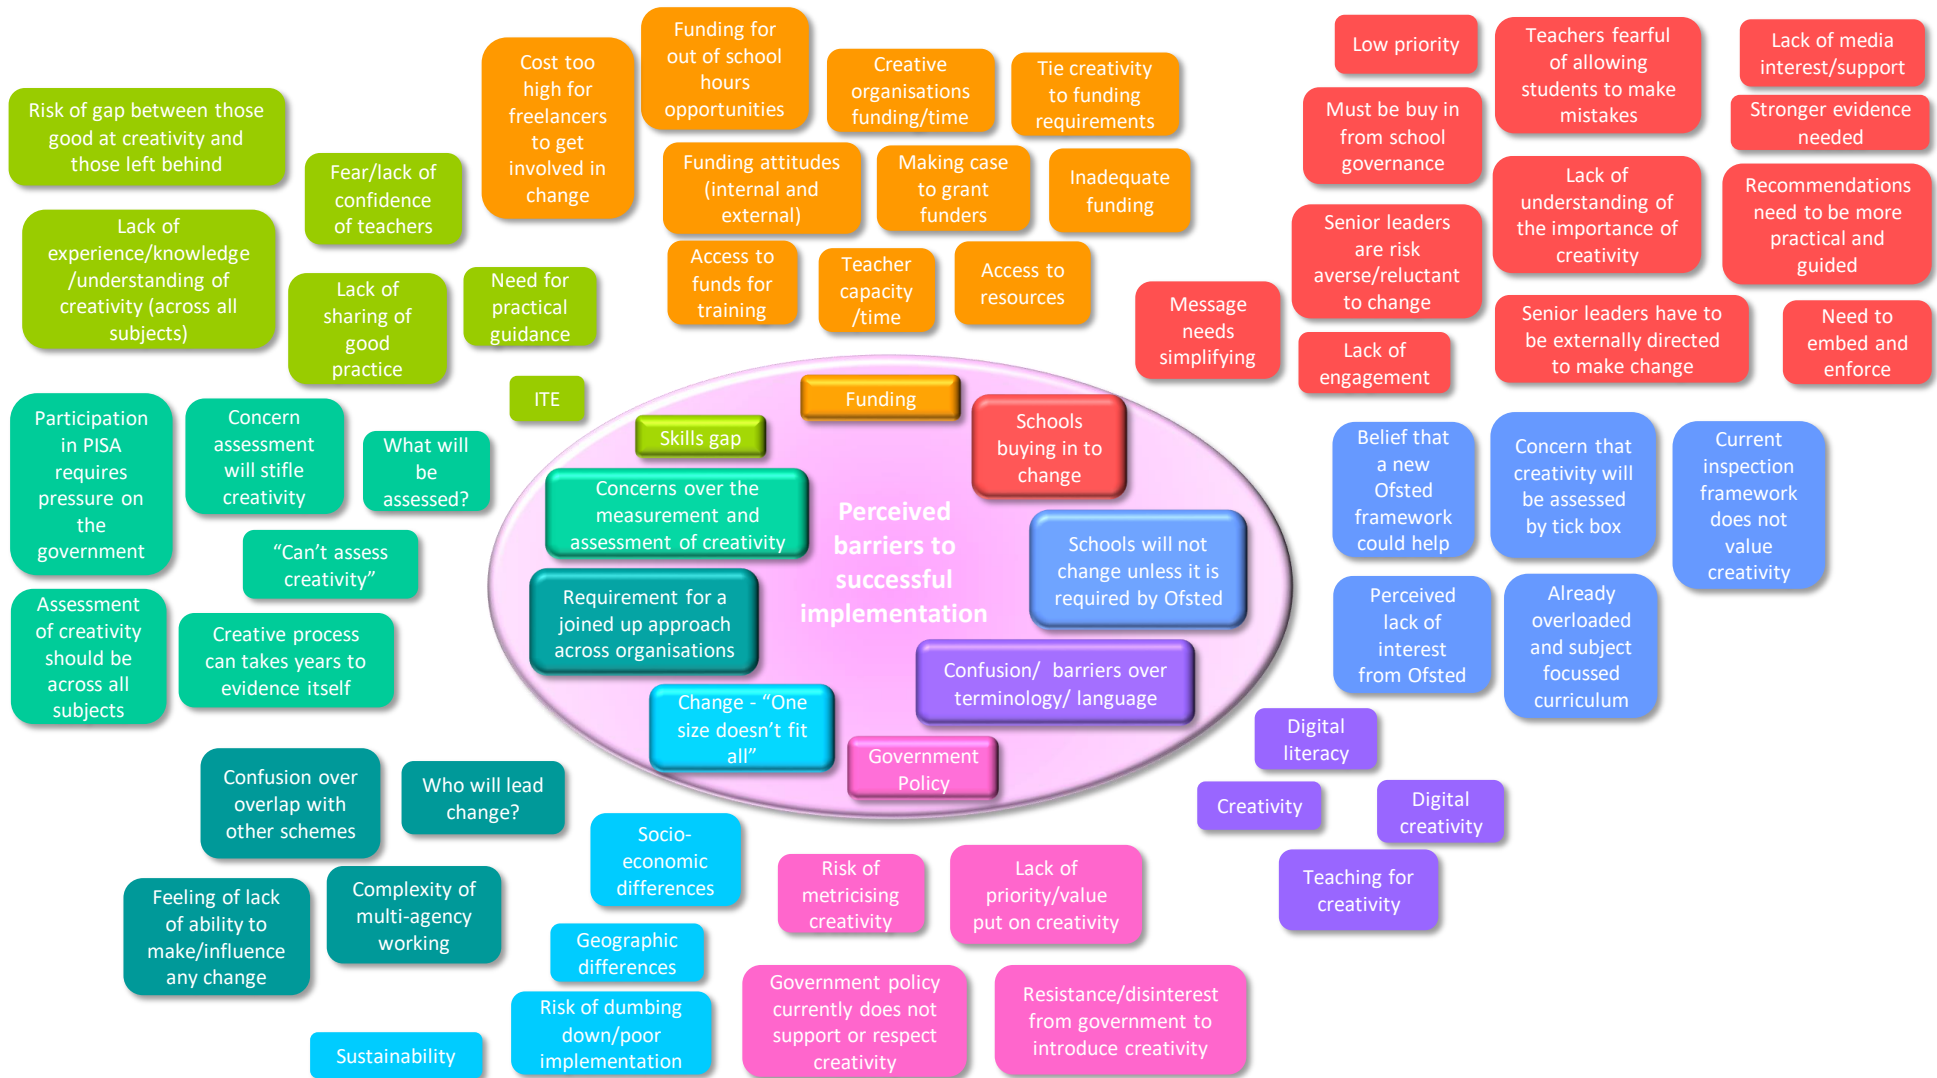 Risk of gap between those
good at creativity and
those left behind
Fear/lack of
confidence
of teachers
Lack of
experience/knowledge
/understanding of
creativity (across all
subjects)
Lack of
sharing of
good
practice
Need for
practical
guidance
ITE
Cost too
high for
freelancers
to get
involved in
change
Funding for
out of school
hours
opportunities
Creative
organisations
funding/time
Tie creativity
to funding
requirements
Funding attitudes
(internal and
external)
Making case
to grant
funders
Inadequate
funding
Access to
funds for
training
Teacher
capacity
/time
Access to
resources
Low priority
Teachers fearful
of allowing
students to make
mistakes
Lack of media
interest/support
Must be buy in
from school
governance
Stronger evidence
needed
Lack of
understanding of
the importance of
creativity
Recommendations
need to be more
practical and
guided
Senior leaders
are risk
averse/reluctant
to change
Message
needs
simplifying
Lack of
engagement
Senior leaders have to
be externally directed
to make change
Need to
embed and
enforce
Participation
in PISA
requires
pressure on
the
government
Concern
assessment
will stifle
creativity
What will
be
assessed?
“Can’t assess
creativity”
Assessment
of creativity
should be
across all
subjects
Creative process
can takes years to
evidence itself
Funding
Skills gap
Schools
buying in to
change
Concerns over the
measurement and
assessment of creativity
Perceived
barriers to
successful
implementation
Schools will not
change unless it is
required by Ofsted
Requirement for a
joined up approach
across organisations
Confusion/ barriers over
terminology/ language
Change - “One
size doesn’t fit
all”
Government
Policy
Belief that
a new
Ofsted
framework
could help
Concern that
creativity will
be assessed
by tick box
Current
inspection
framework
does not
value
creativity
Perceived
lack of
interest
from Ofsted
Already
overloaded
and subject
focussed
curriculum
Digital
literacy
Creativity
Digital
creativity
Teaching for
creativity
Confusion over
overlap with
other schemes
Who will lead
change?
Feeling of lack
of ability to
make/influence
any change
Complexity of
multi-agency
working
Socio-
economic
differences
Geographic
differences
Risk of dumbing
down/poor
implementation
Sustainability
Risk of
metricising
creativity
Lack of
priority/value
put on creativity
Government policy
currently does not
support or respect
creativity
Resistance/disinterest
from government to
introduce creativity